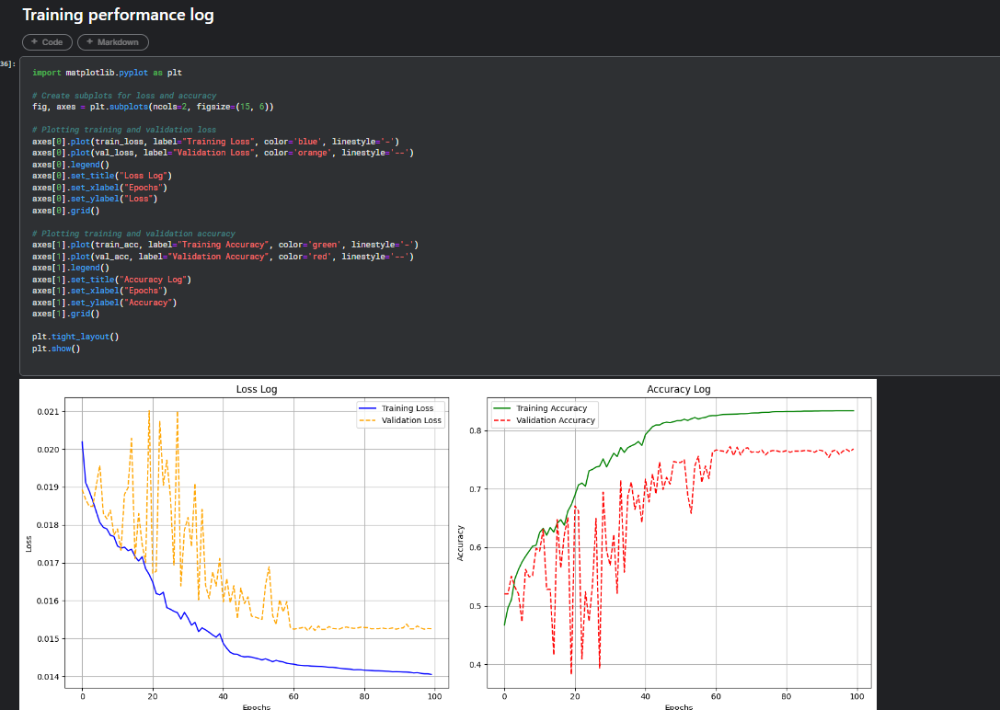 Training performance log
+ Code + Markdown
36]:
import matplotlib.pyplot as plt
# Create subplots for loss and accuracy
fig, axes = plt.subplots(ncols=2, figsize=(15, 6))
# Plotting training and validation loss
axes[0].plot(train_loss, label="Training Loss", color='blue', linestyle='-')
axes[0].plot(val_loss, label="Validation Loss", color='orange', linestyle='--')
axes[0].legend()
axes[0].set_title("Loss Log")
axes[0].set_xlabel("Epochs")
axes[0].set_ylabel("Loss")
axes[0].grid()
# Plotting training and validation accuracy
axes[1].plot(train_acc, label="Training Accuracy", color='green', linestyle='-')
axes[1].plot(val_acc, label="Validation Accuracy", color='red', linestyle='--')
axes[1].legend()
axes[1].set_title("Accuracy Log")
axes[1].set_xlabel("Epochs")
axes[1].set_ylabel("Accuracy")
axes[1].grid()
plt.tight_layout()
plt.show()
Loss Log
Training Loss
Validation Loss
0.021
0.020
0.019
0.018
0.017
0.016
0.015
0.014
Loss
0 20 40 60 80 100
Epochs
Accuracy Log
Training Accuracy
Validation Accuracy
0.8
0.7
0.6
0.5
0.4
Accuracy
0 20 40 60 80 100
Epochs